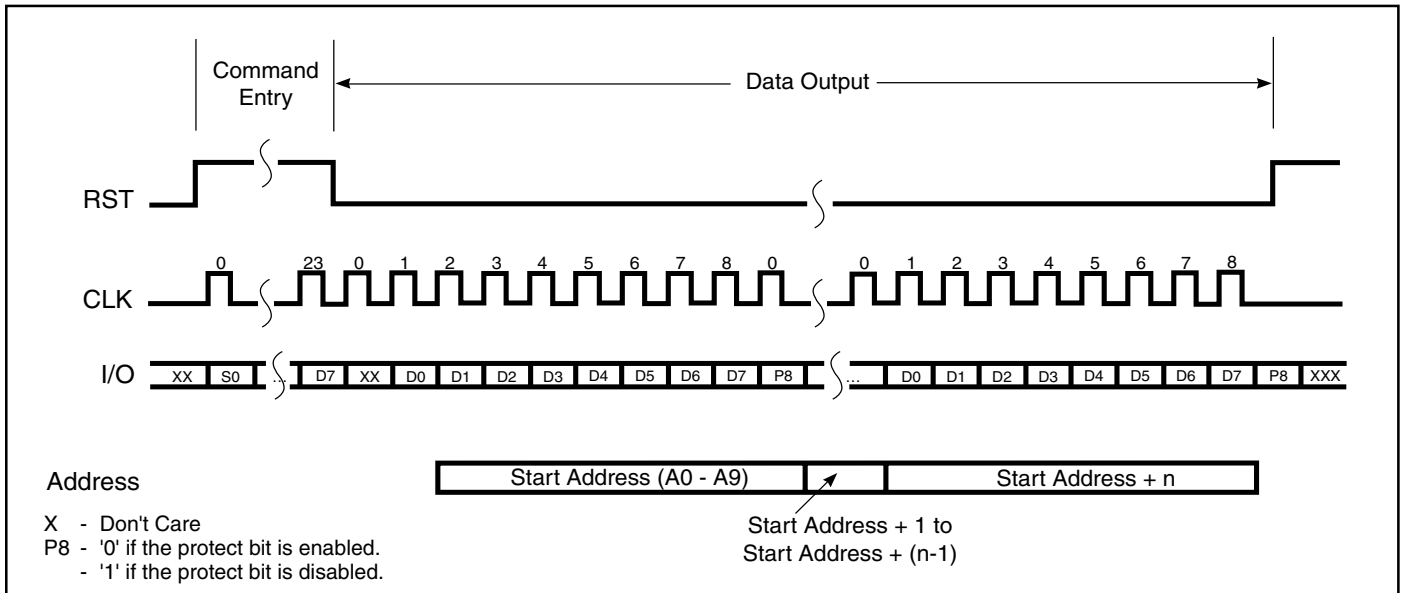 Command
Entry
Data Output
RST
0 23 0 1 2 3 4 5 6 7 8 0 0 1 2 3 4 5 6 7 8
CLK
I/O XX S0 ... D7 XX D0 D1 D2 D3 D4 D5 D6 D7 P8 ... D0 D1 D2 D3 D4 D5 D6 D7 P8 XXX
Start Address (A0 - A9) Start Address + n
Address
Start Address + 1 to
Start Address + (n-1)
X - Don't Care
P8 - '0' if the protect bit is enabled.
- '1' if the protect bit is disabled.